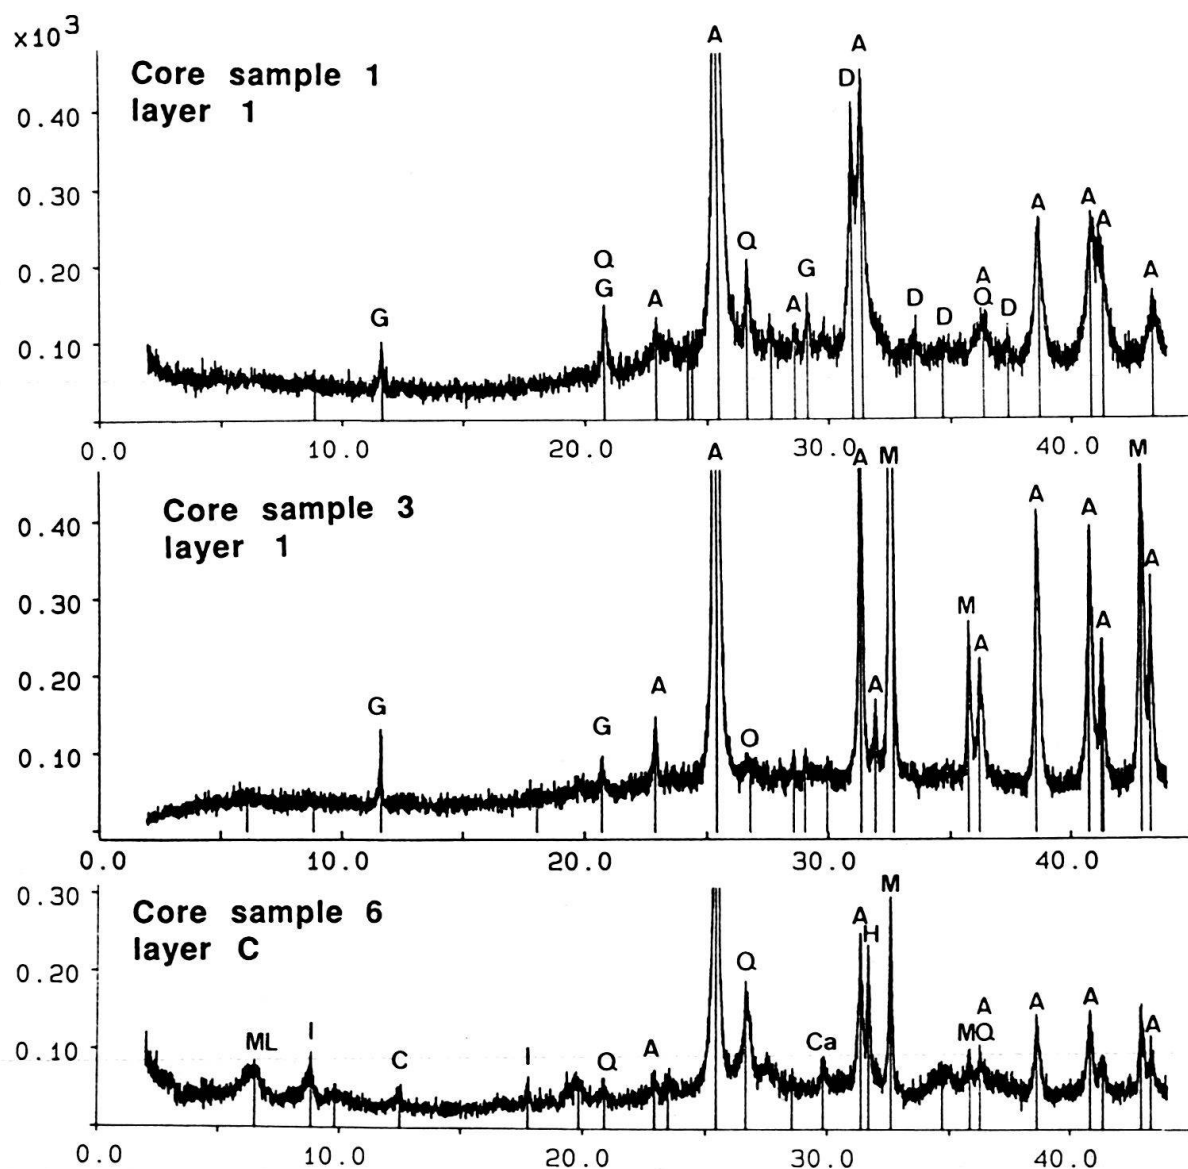 x10³
Core sample 1
layer 1
0.40
0.30
0.20
0.10
G
Q
G
A
A
Q
A
G
D
A
D
D
A
Q
D
A
A
A
A
0.0 10.0 20.0 30.0 40.0
Core sample 3
layer 1
0.40
0.30
0.20
0.10
G
G
A
A
Q
A
A
M
M
A
A
A
A
M
A
0.0 10.0 20.0 30.0 40.0
Core sample 6
layer C
0.30
0.20
0.10
ML
I
C
I
Q
A
Q
Ca
A
H
M
M
A
Q
A
A
A
0.0 10.0 20.0 30.0 40.0